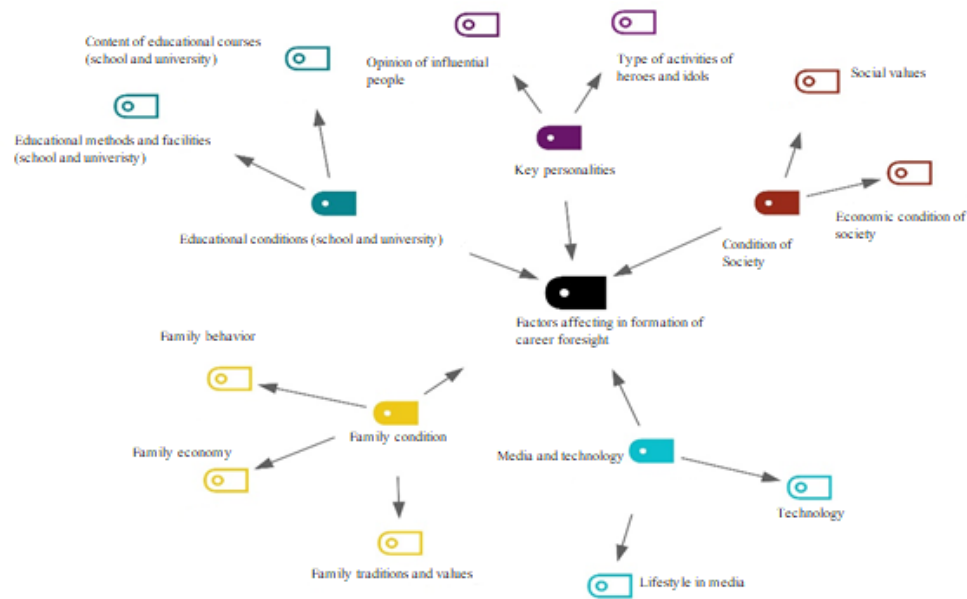 Content of educational courses
(school and university)
Opinion of influential
people
Type of activities of
heroes and idols
Social values
Educational methods and facilities
(school and univeristy)
Key personalities
Economic condition of
society
Educational conditions (school and university)
Condition of
Society
Factors affecting in formation of
career foresight
Family behavior
Family condition
Family economy
Media and technology
Technology
Family traditions and values
Lifestyle in media